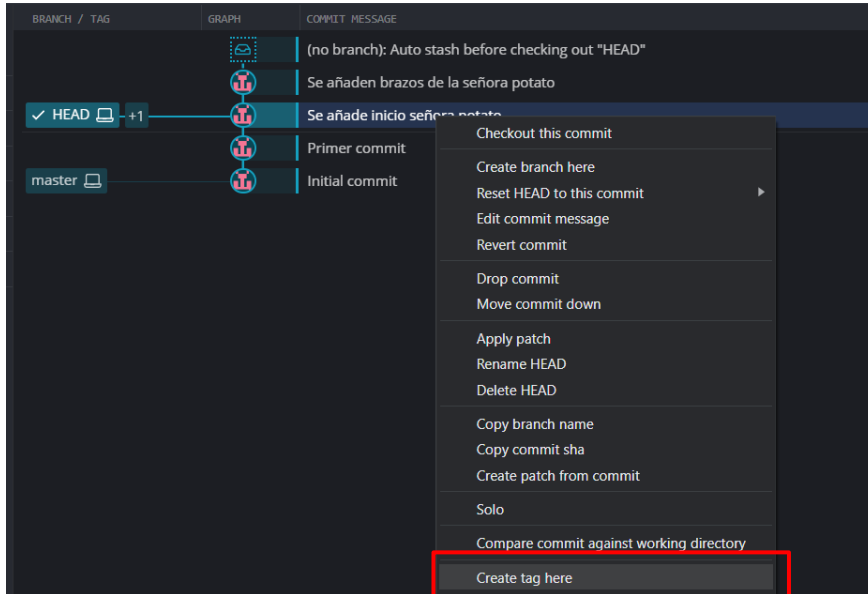 BRANCH / TAG GRAPH COMMIT MESSAGE
(no branch): Auto stash before checking out "HEAD"
Se añaden brazos de la señora potato
HEAD +1 Se añade inicio señora potato
Primer commit
master Initial commit
Checkout this commit
Create branch here
Reset HEAD to this commit
Edit commit message
Revert commit
Drop commit
Move commit down
Apply patch
Rename HEAD
Delete HEAD
Copy branch name
Copy commit sha
Create patch from commit
Solo
Compare commit against working directory
Create tag here